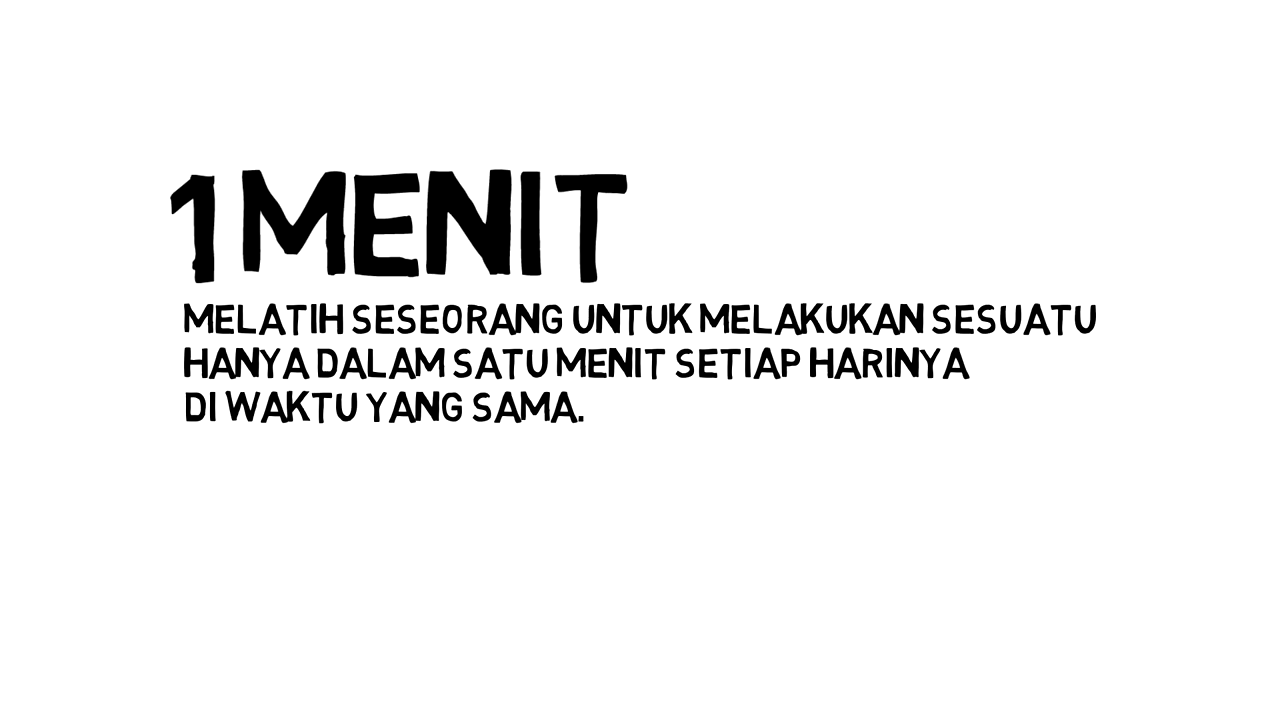 1 MENIT
MELATIH SESEORANG UNTUK MELAKUKAN SESUATU
HANYA DALAM SATU MENIT SETIAP HARINYA
DI WAKTU YANG SAMA.